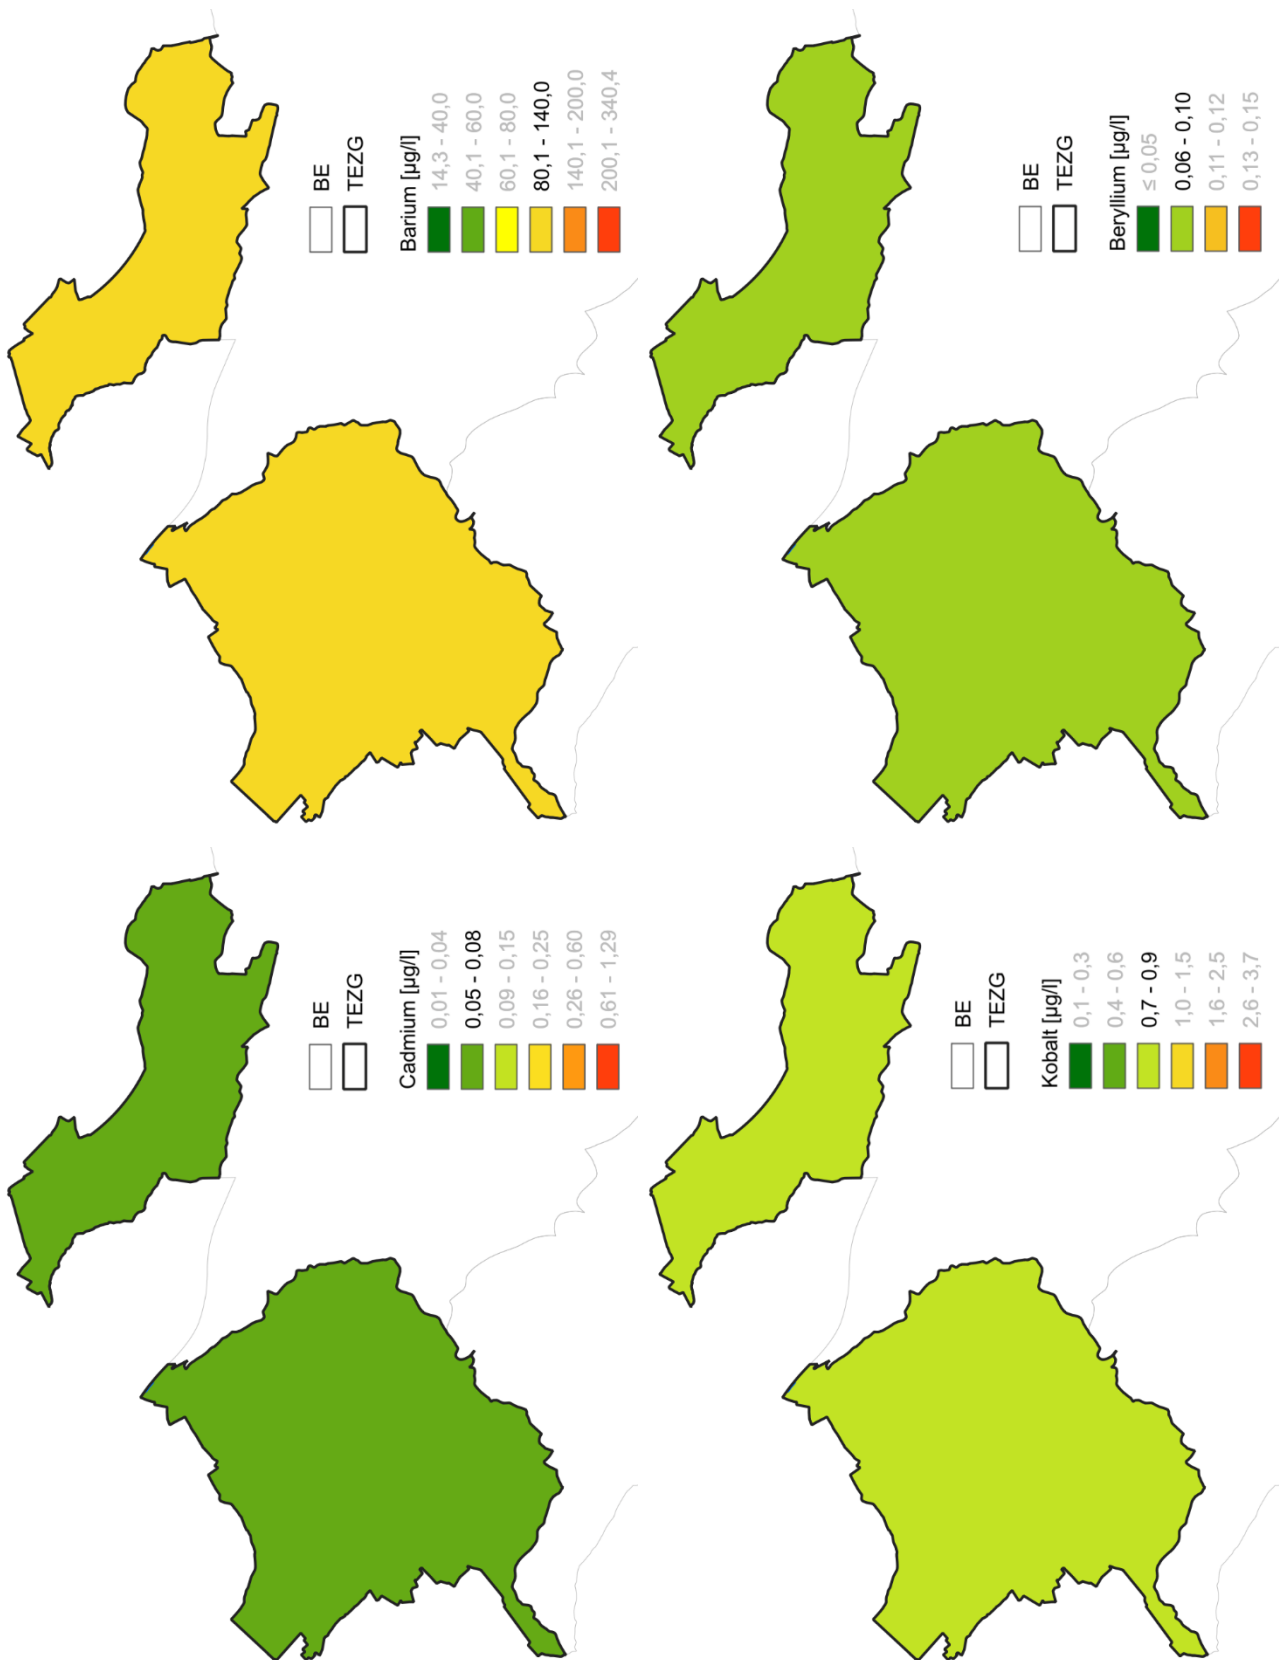 BE
TEZG
Cadmium [µg/l]
0,01 - 0,04
0,05 - 0,08
0,09 - 0,15
0,16 - 0,25
0,26 - 0,60
0,61 - 1,29
BE
TEZG
Barium [µg/l]
14,3 - 40,0
40,1 - 60,0
60,1 - 80,0
80,1 - 140,0
140,1 - 200,0
200,1 - 340,4
BE
TEZG
Kobalt [µg/l]
0,1 - 0,3
0,4 - 0,6
0,7 - 0,9
1,0 - 1,5
1,6 - 2,5
2,6 - 3,7
BE
TEZG
Beryllium [µg/l]
≤ 0,05
0,06 - 0,10
0,11 - 0,12
0,13 - 0,15